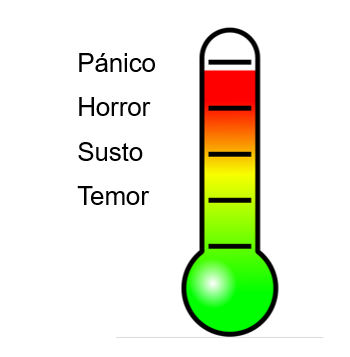 Pánico
Horror
Susto
Temor